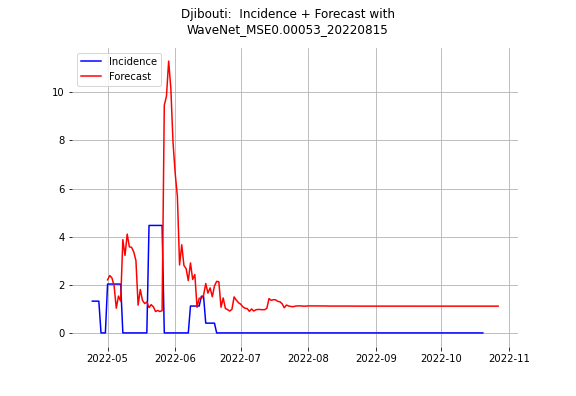 Djibouti:  Incidence + Forecast with
WaveNet_MSE0.00053_20220815
Incidence
Forecast
10
8
6
4
2
0
2022-05 2022-06 2022-07 2022-08 2022-09 2022-10 2022-11